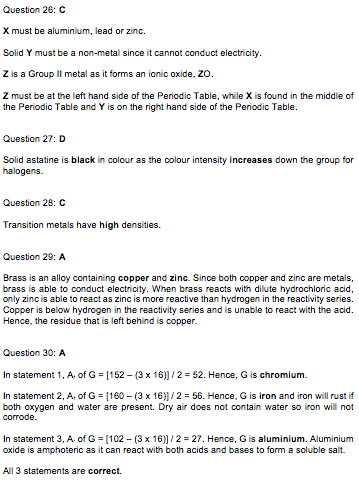 Question 26: C
X must be aluminium, lead or zinc.
Solid Y must be a non-metal since it cannot conduct electricity.
Z is a Group II metal as it forms an ionic oxide, ZO.
Z must be at the left hand side of the Periodic Table, while X is found in the middle of
the Periodic Table and Y is on the right hand side of the Periodic Table.
Question 27: D
Solid astatine is black in colour as the colour intensity increases down the group for
halogens.
Question 28: C
Transition metals have high densities.
Question 29: A
Brass is an alloy containing copper and zinc. Since both copper and zinc are metals,
brass is able to conduct electricity. When brass reacts with dilute hydrochloric acid,
only zinc is able to react as zinc is more reactive than hydrogen in the reactivity series.
Copper is below hydrogen in the reactivity series and is unable to react with the acid.
Hence, the residue that is left behind is copper.
Question 30: A
In statement 1, Aᵣ of G = [152 – (3 x 16)] / 2 = 52. Hence, G is chromium.
In statement 2, Aᵣ of G = [160 – (3 x 16)] / 2 = 56. Hence, G is iron and iron will rust if
both oxygen and water are present. Dry air does not contain water so iron will not
corrode.
In statement 3, Aᵣ of G = [102 – (3 x 16)] / 2 = 27. Hence, G is aluminium. Aluminium
oxide is amphoteric as it can react with both acids and bases to form a soluble salt.
All 3 statements are correct.